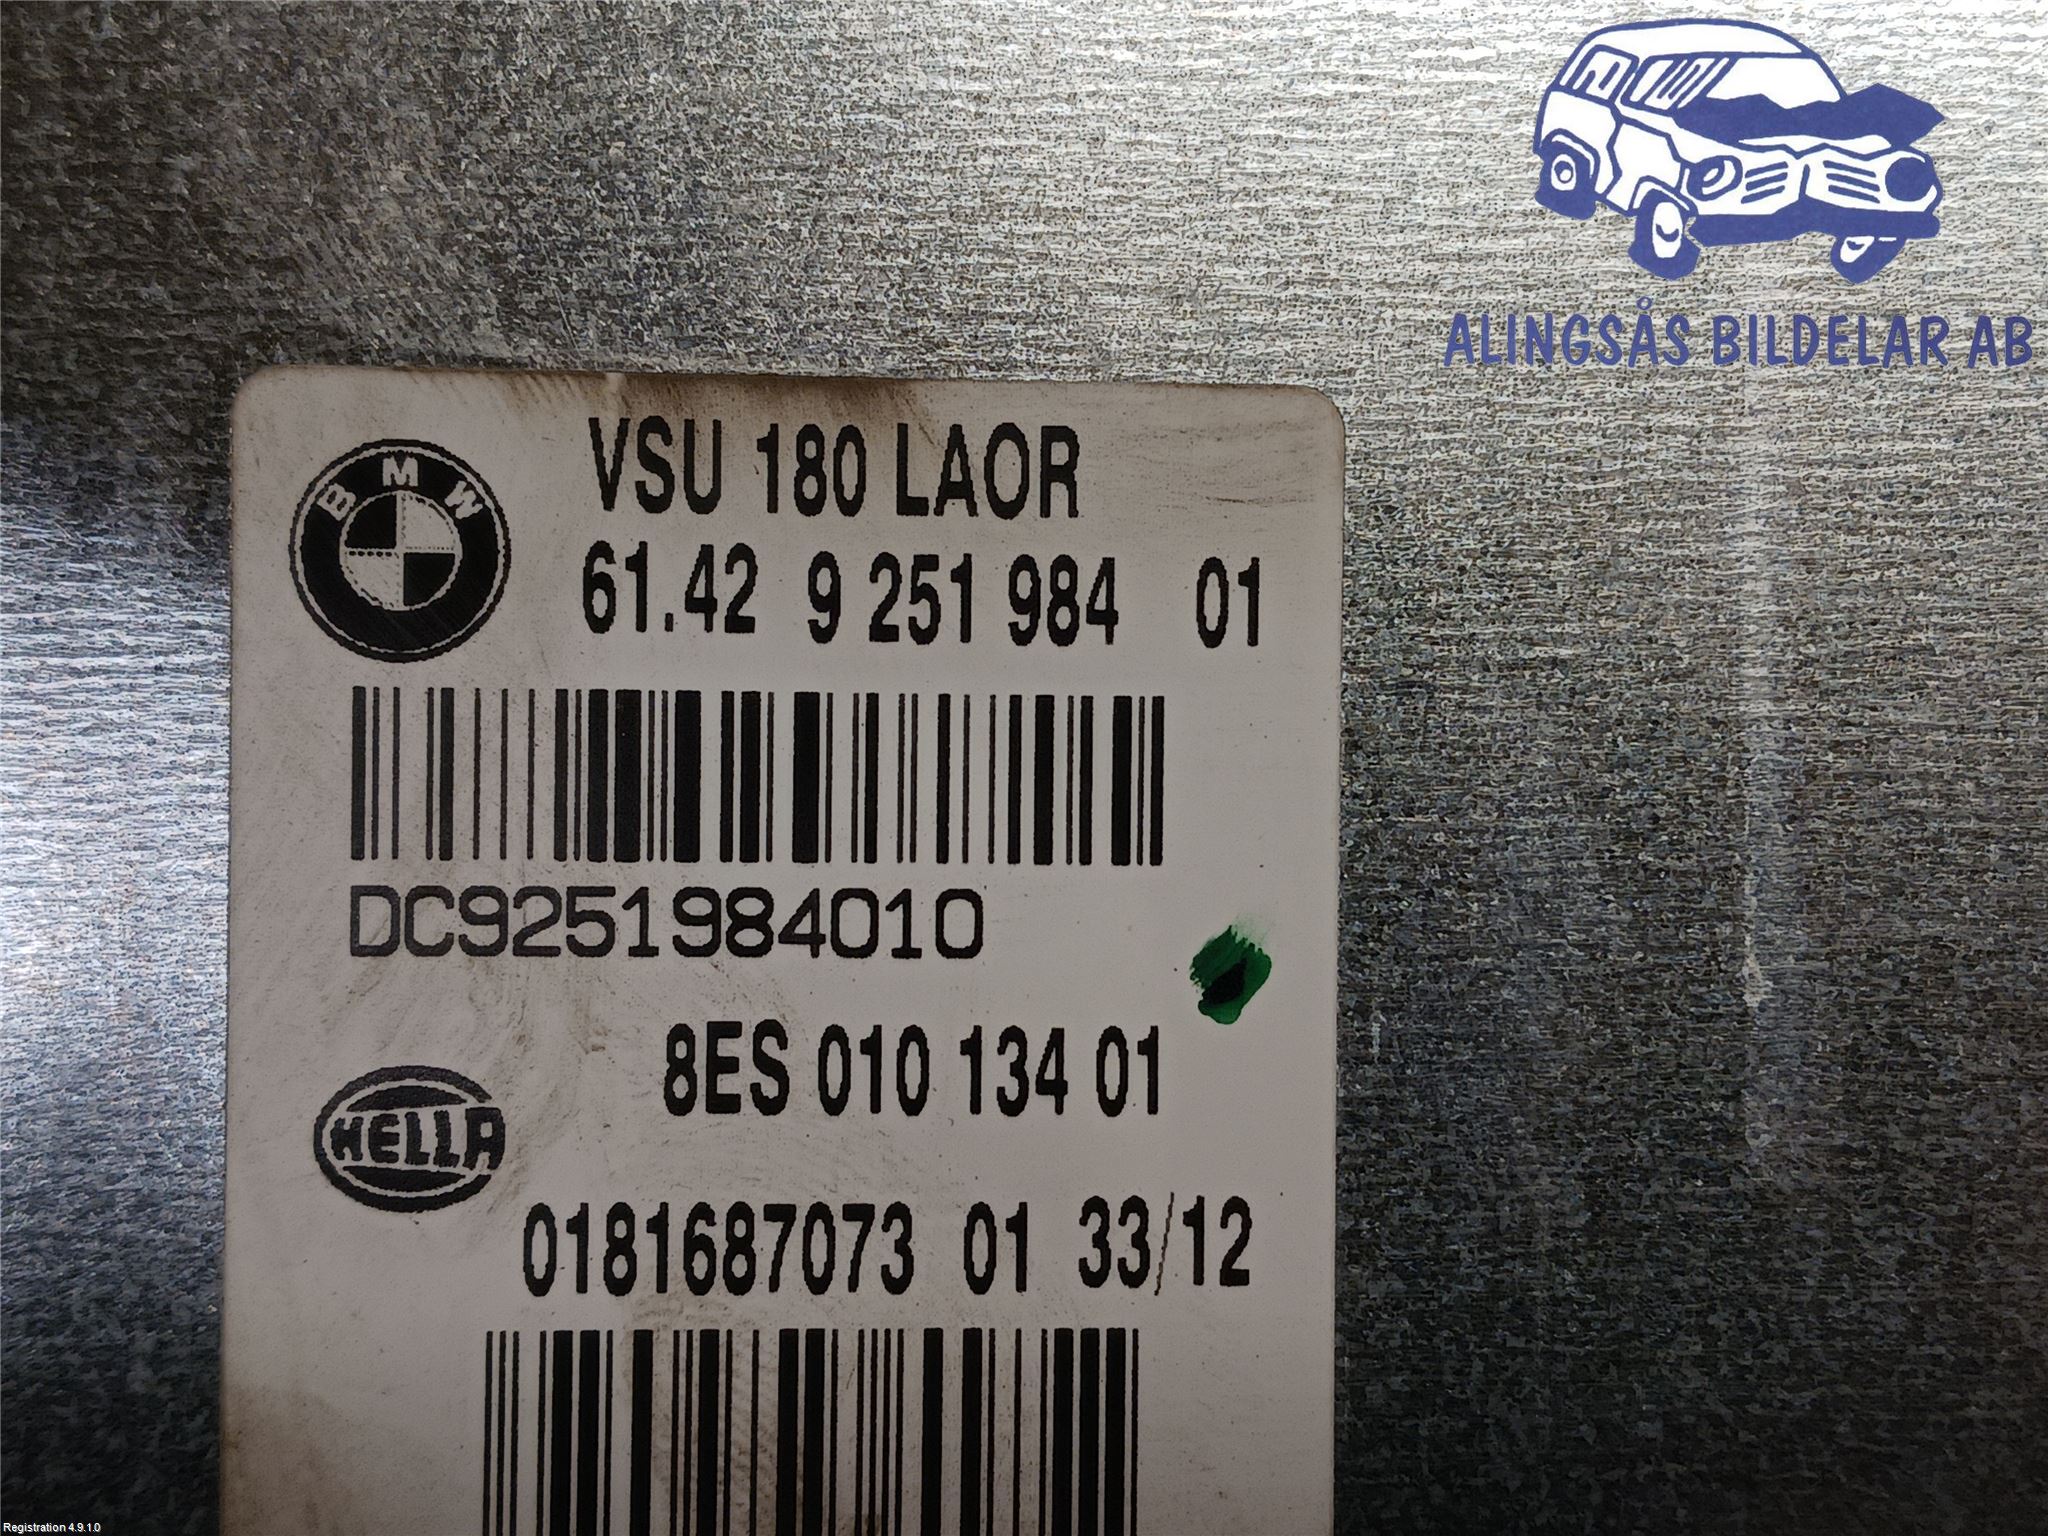 ALINGSÅS BILDELAR AB
VSU 180 LAOR
BMW
61.42 9 251 984 01
DC9251984010
8ES 010 134 01
HELLA
0181687073 01 33/12
Registration 4.9.1.0